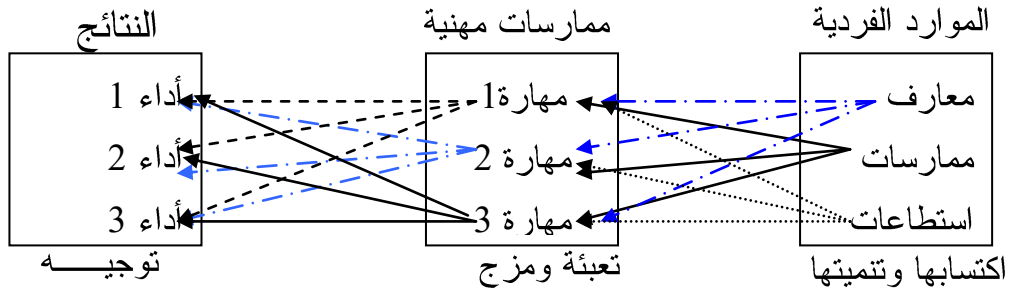 الموارد الفردية
معارف
ممارسات
استطاعات
اكتسابها وتنميتها
ممارسات مهنية
مهارة1
مهارة 2
مهارة 3
تعبئة ومزج
النتائج
أداء 1
أداء 2
أداء 3
توجيـــــه